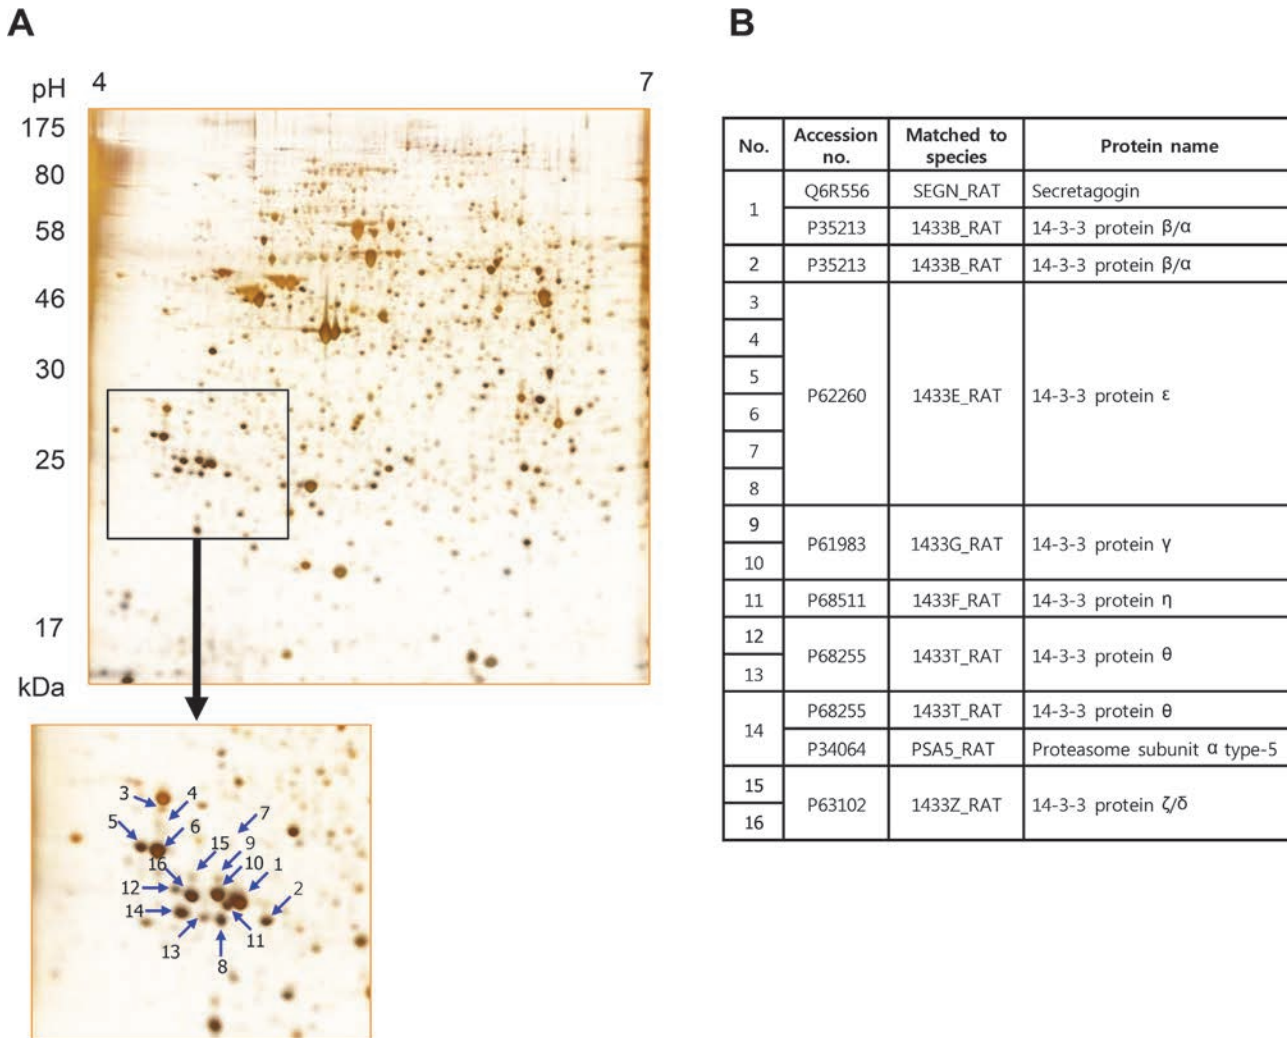 A
pH 4 7
175
80
58
46
30
25
17
kDa
3 4 7
5 6 15 9
16 10 1
12 2
14
13 11
8
B
No. Accession no. Matched to species Protein name
1 Q6R556 SEGN_RAT Secretagogin
P35213 1433B_RAT 14-3-3 protein β/α
2 P35213 1433B_RAT 14-3-3 protein β/α
3
4
5
P62260 1433E_RAT 14-3-3 protein ε
6
7
8
9
P61983 1433G_RAT 14-3-3 protein γ
10
11 P68511 1433F_RAT 14-3-3 protein η
12
P68255 1433T_RAT 14-3-3 protein θ
13
14 P68255 1433T_RAT 14-3-3 protein θ
P34064 PSA5_RAT Proteasome subunit α type-5
15
P63102 1433Z_RAT 14-3-3 protein ζ/δ
16